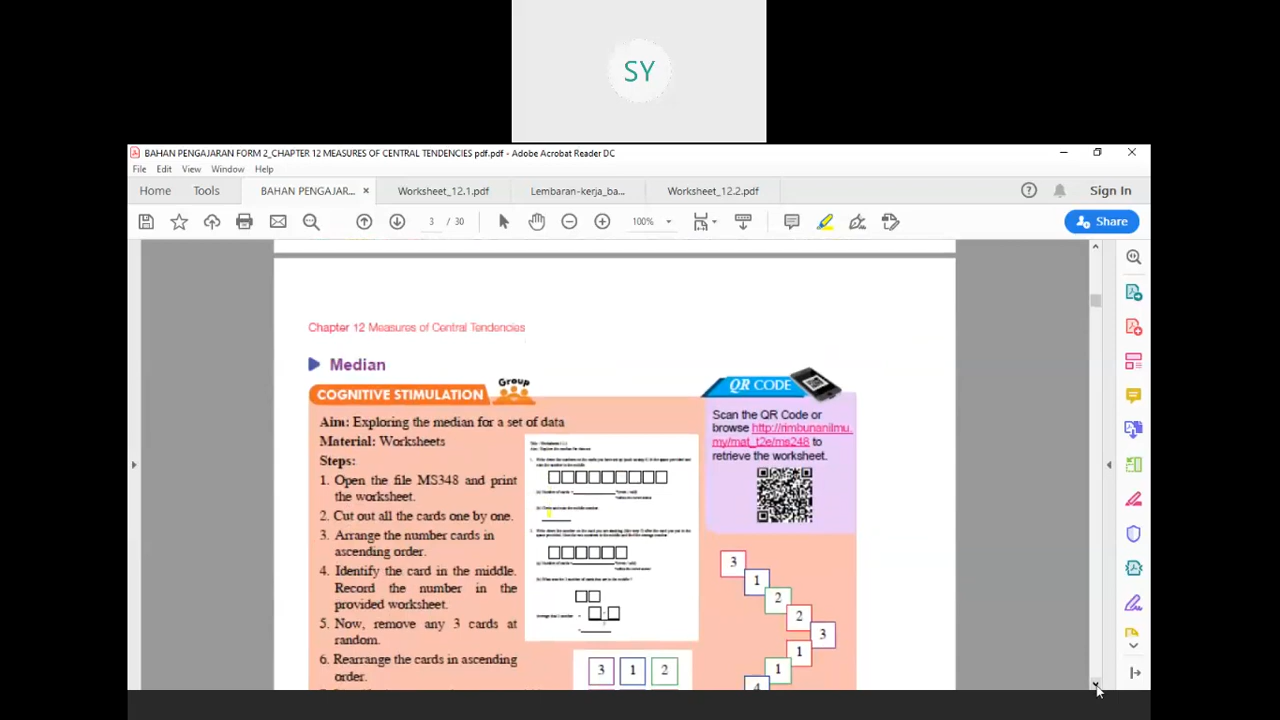 SY
BAHAN PENGAJARAN FORM 2_CHAPTER 12 MEASURES OF CENTRAL TENDENCIES pdf.pdf - Adobe Acrobat Reader DC
File Edit View Window Help
Home Tools BAHAN PENGAJAR... × Worksheet_12.1.pdf Lembaran-kerja_ba... Worksheet_12.2.pdf Sign In
3 / 30 100% Share
Chapter 12 Measures of Central Tendencies
Median
COGNITIVE STIMULATION Group
Aim: Exploring the median for a set of data
Material: Worksheets
Steps:
1. Open the file MS348 and print
the worksheet.
2. Cut out all the cards one by one.
3. Arrange the number cards in
ascending order.
4. Identify the card in the middle.
Record the number in the
provided worksheet.
5. Now, remove any 3 cards at
random.
6. Rearrange the cards in ascending
order.
3 1 2
QR CODE
Scan the QR Code or
browse http://rimbunanilmu.
my/mat_t2e/ms248 to
retrieve the worksheet.
3
1
2
2
3
1
1
4